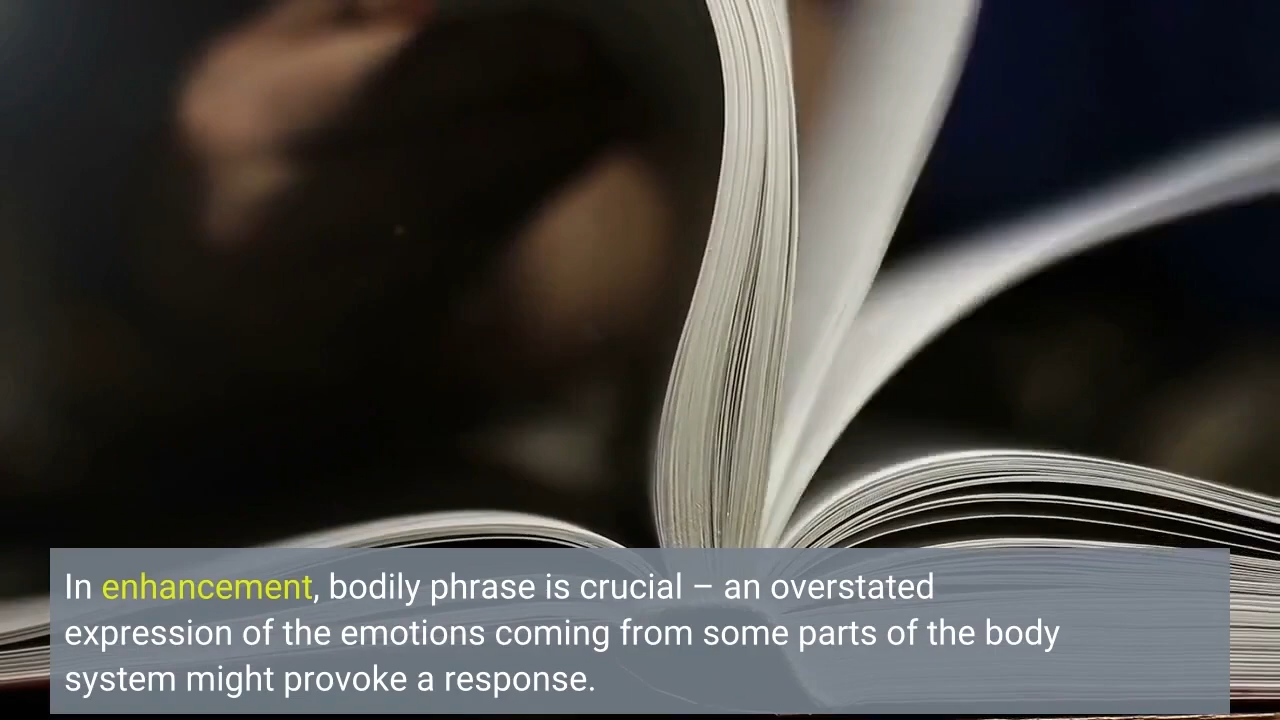 In enhancement, bodily phrase is crucial – an overstated
expression of the emotions coming from some parts of the body
system might provoke a response.